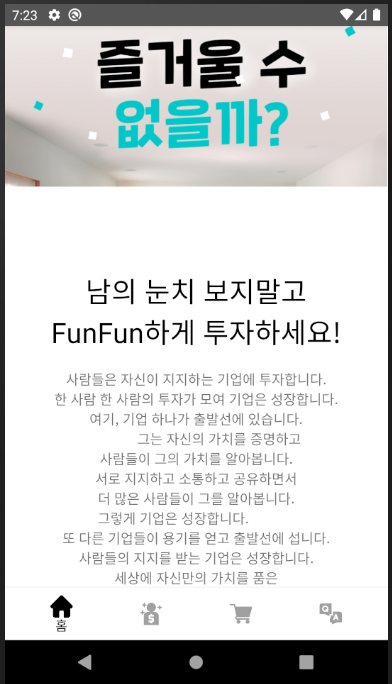 7:23
즐거울 수
없을까?
남의 눈치 보지말고
FunFun하게 투자하세요!
사람들은 자신이 지지하는 기업에 투자합니다.
한 사람 한 사람의 투자가 모여 기업은 성장합니다.
여기, 기업 하나가 출발선에 있습니다.
그는 자신의 가치를 증명하고
사람들이 그의 가치를 알아봅니다.
서로 지지하고 소통하고 공유하면서
더 많은 사람들이 그를 알아봅니다.
그렇게 기업은 성장합니다.
또 다른 기업들이 용기를 얻고 출발선에 섭니다.
사람들의 지지를 받는 기업은 성장합니다.
세상에 자신만의 가치를 품은
홈
Q A